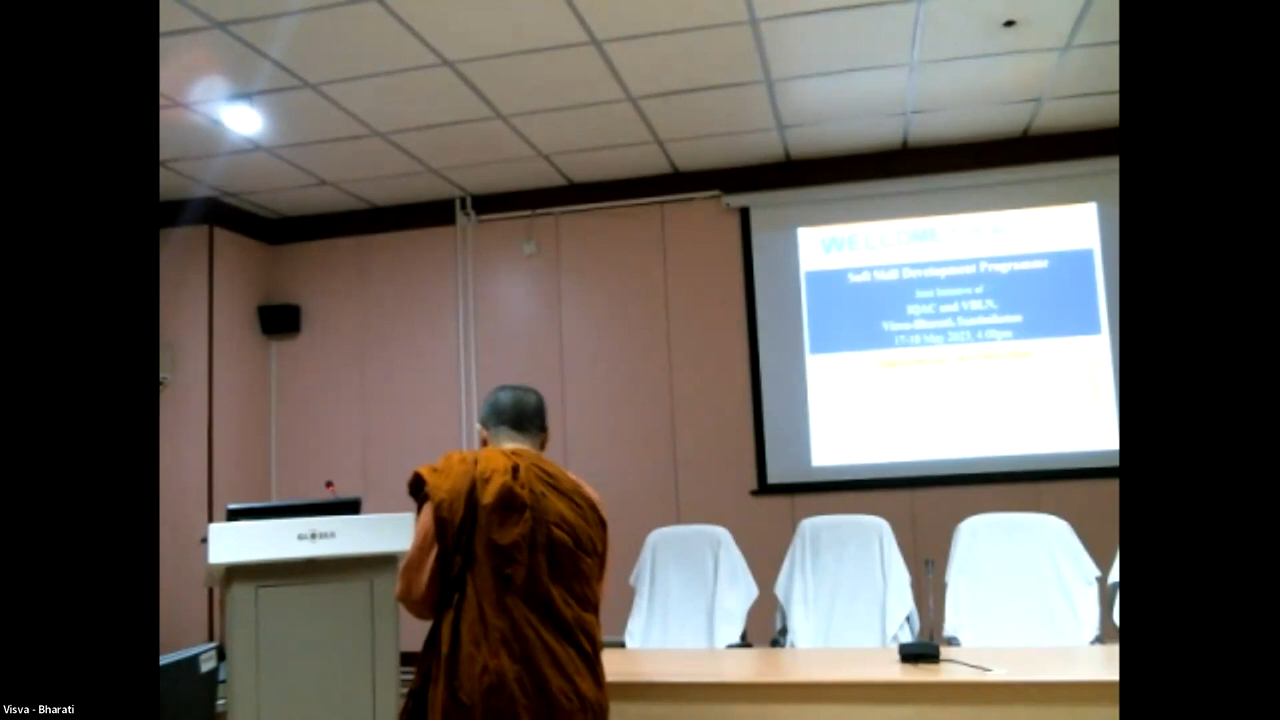 WELCOME
Soft Skill Development Programme
Joint Initiative of
IQAC and VBLN,
Visva-Bharati, Santiniketan
17-18 May 2023, 4.00pm
GLOBUS
Visva - Bharati